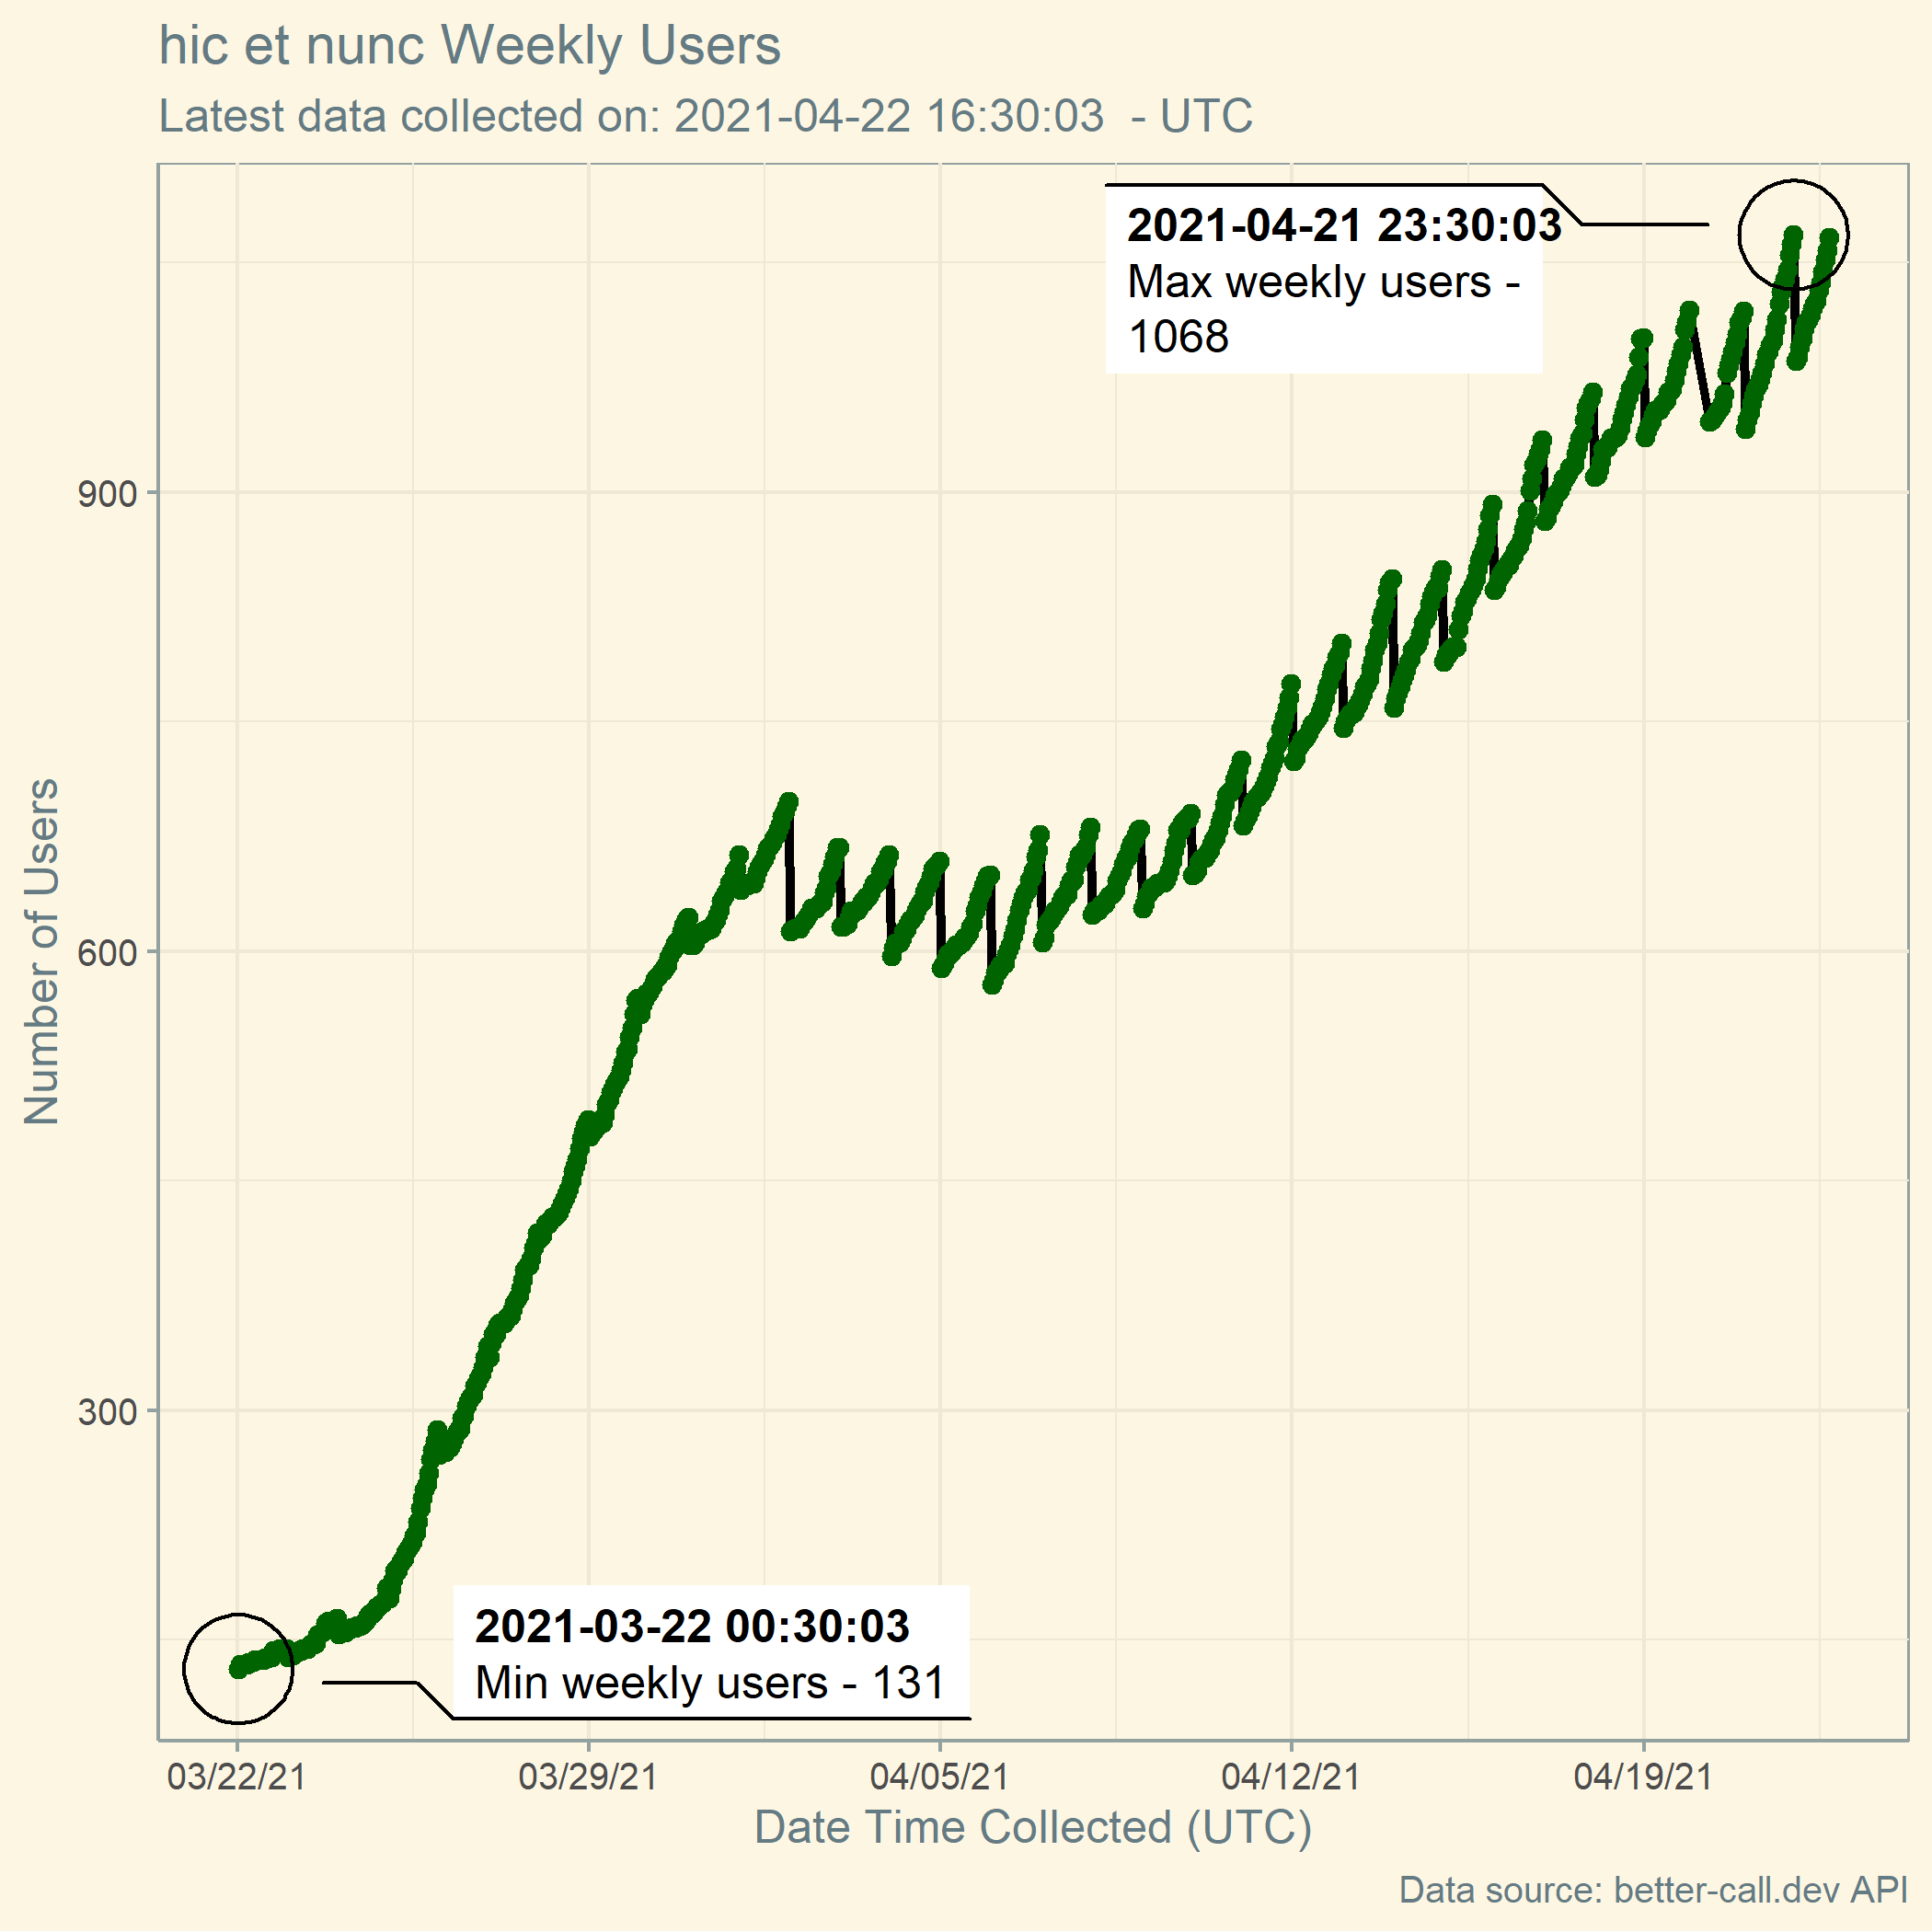 hic et nunc Weekly Users
Latest data collected on: 2021-04-22 16:30:03  - UTC
2021-04-21 23:30:03
Max weekly users -
1068
900
600
300
Number of Users
2021-03-22 00:30:03
Min weekly users - 131
03/22/21
03/29/21
04/05/21
04/12/21
04/19/21
Date Time Collected (UTC)
Data source: better-call.dev API